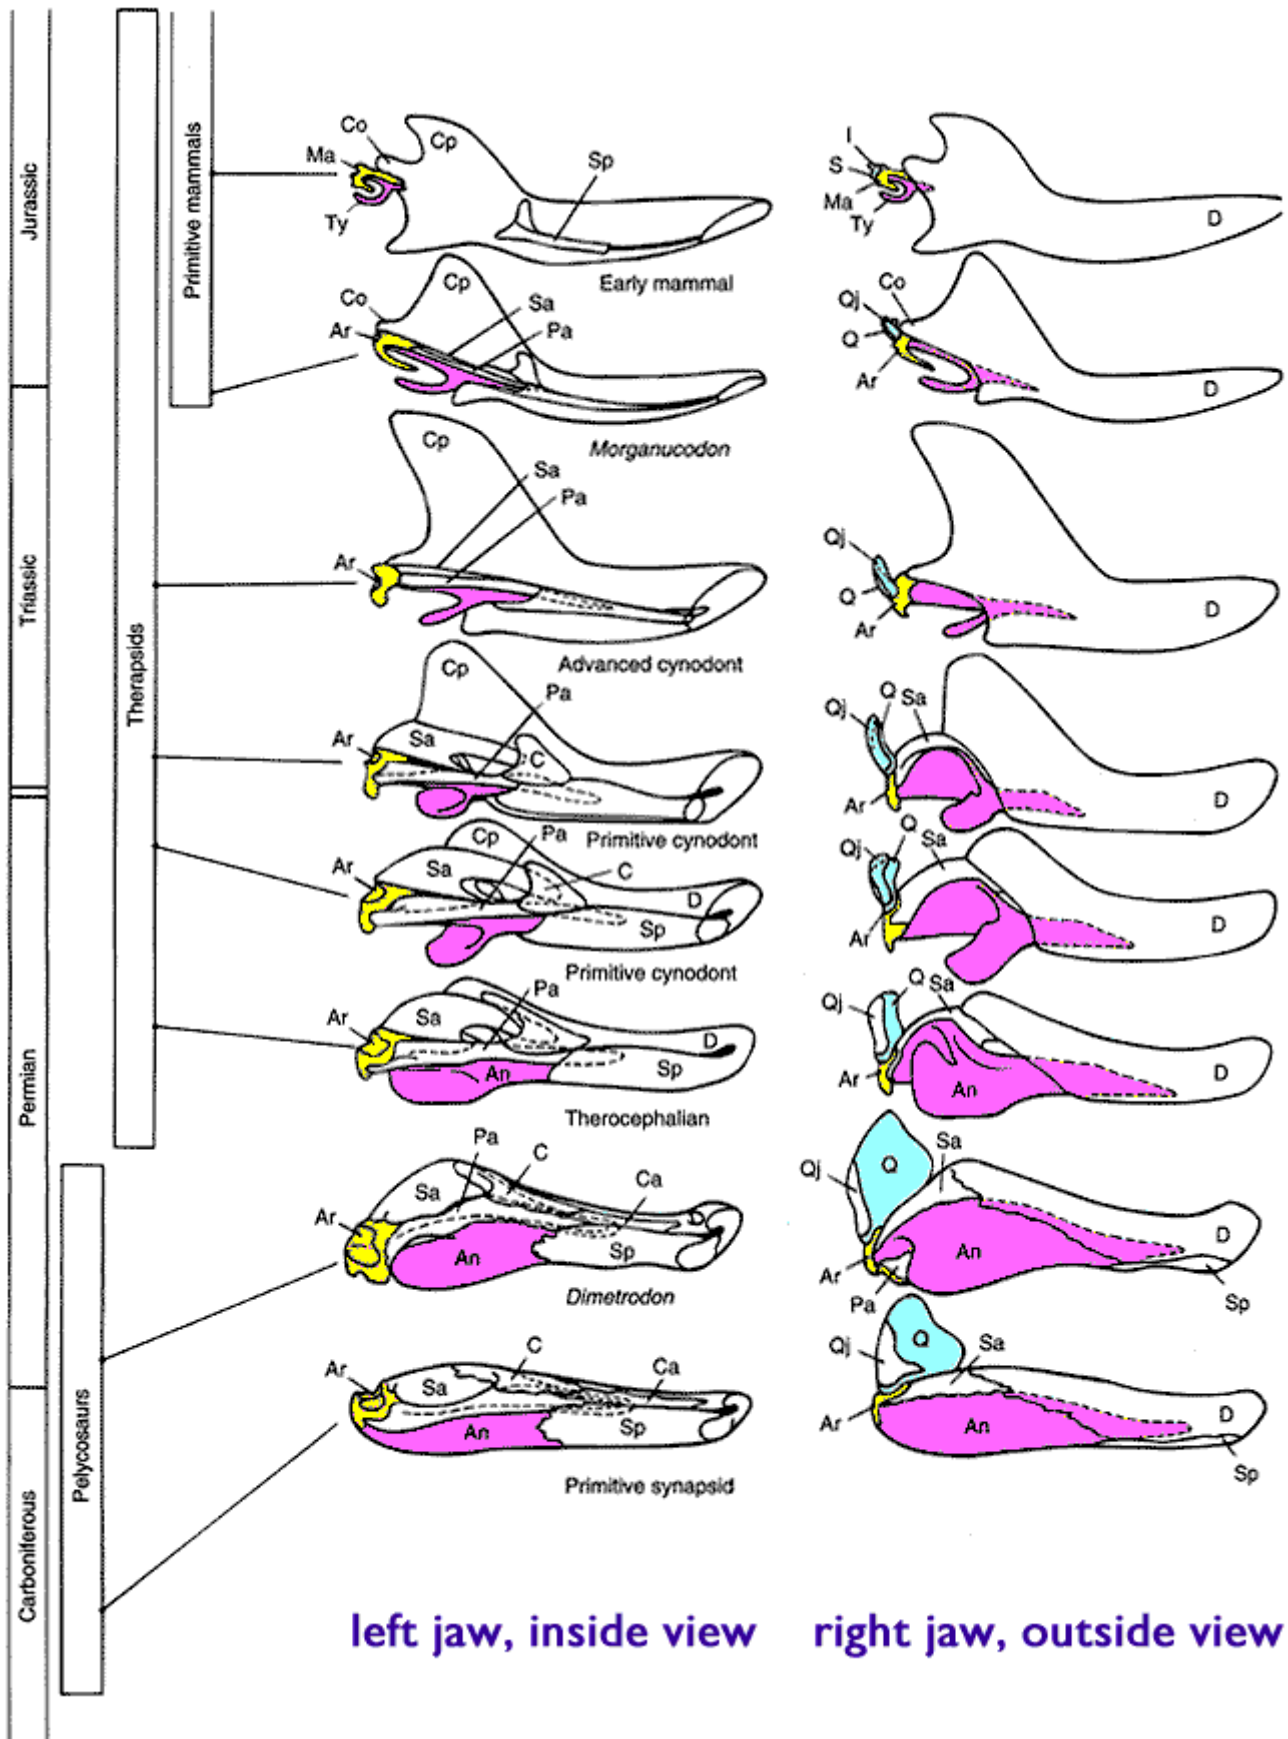 Jurassic
Triassic
Permian
Carboniferous
Primitive mammals
Therapsids
Pelycosaurs
Co
Cp
Ma
Sp
Ty
Early mammal
I
S
Ma
Ty
D
Cp
Co
Sa
Ar
Pa
Morganucodon
Co
Qj
Q
Ar
D
Cp
Sa
Pa
Ar
Advanced cynodont
Qj
Q
Ar
D
Cp
Pa
Ar
Sa
C
Primitive cynodont
Q
Sa
Qj
Ar
D
Cp
Pa
Ar
Sa
C
D
Sp
Primitive cynodont
Q
Qj
Sa
Ar
D
Pa
Ar
Sa
D
An
Sp
Therocephalian
Q
Sa
Qj
Ar
An
D
Pa
C
Sa
Ca
Ar
D
An
Sp
Dimetrodon
Sa
Q
Qj
An
D
Ar
Pa
Sp
C
Ar
Ca
Sa
An
Sp
Primitive synapsid
Q
Sa
Qj
Ar
An
D
Sp
left jaw, inside view
right jaw, outside view